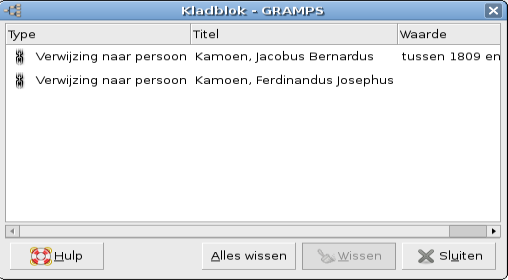 Kladblok - GRAMPS
Type Titel Waarde
Verwijzing naar persoon Kamoen, Jacobus Bernardus tussen 1809 en
Verwijzing naar persoon Kamoen, Ferdinandus Josephus
Hulp Alles wissen Wissen Sluiten